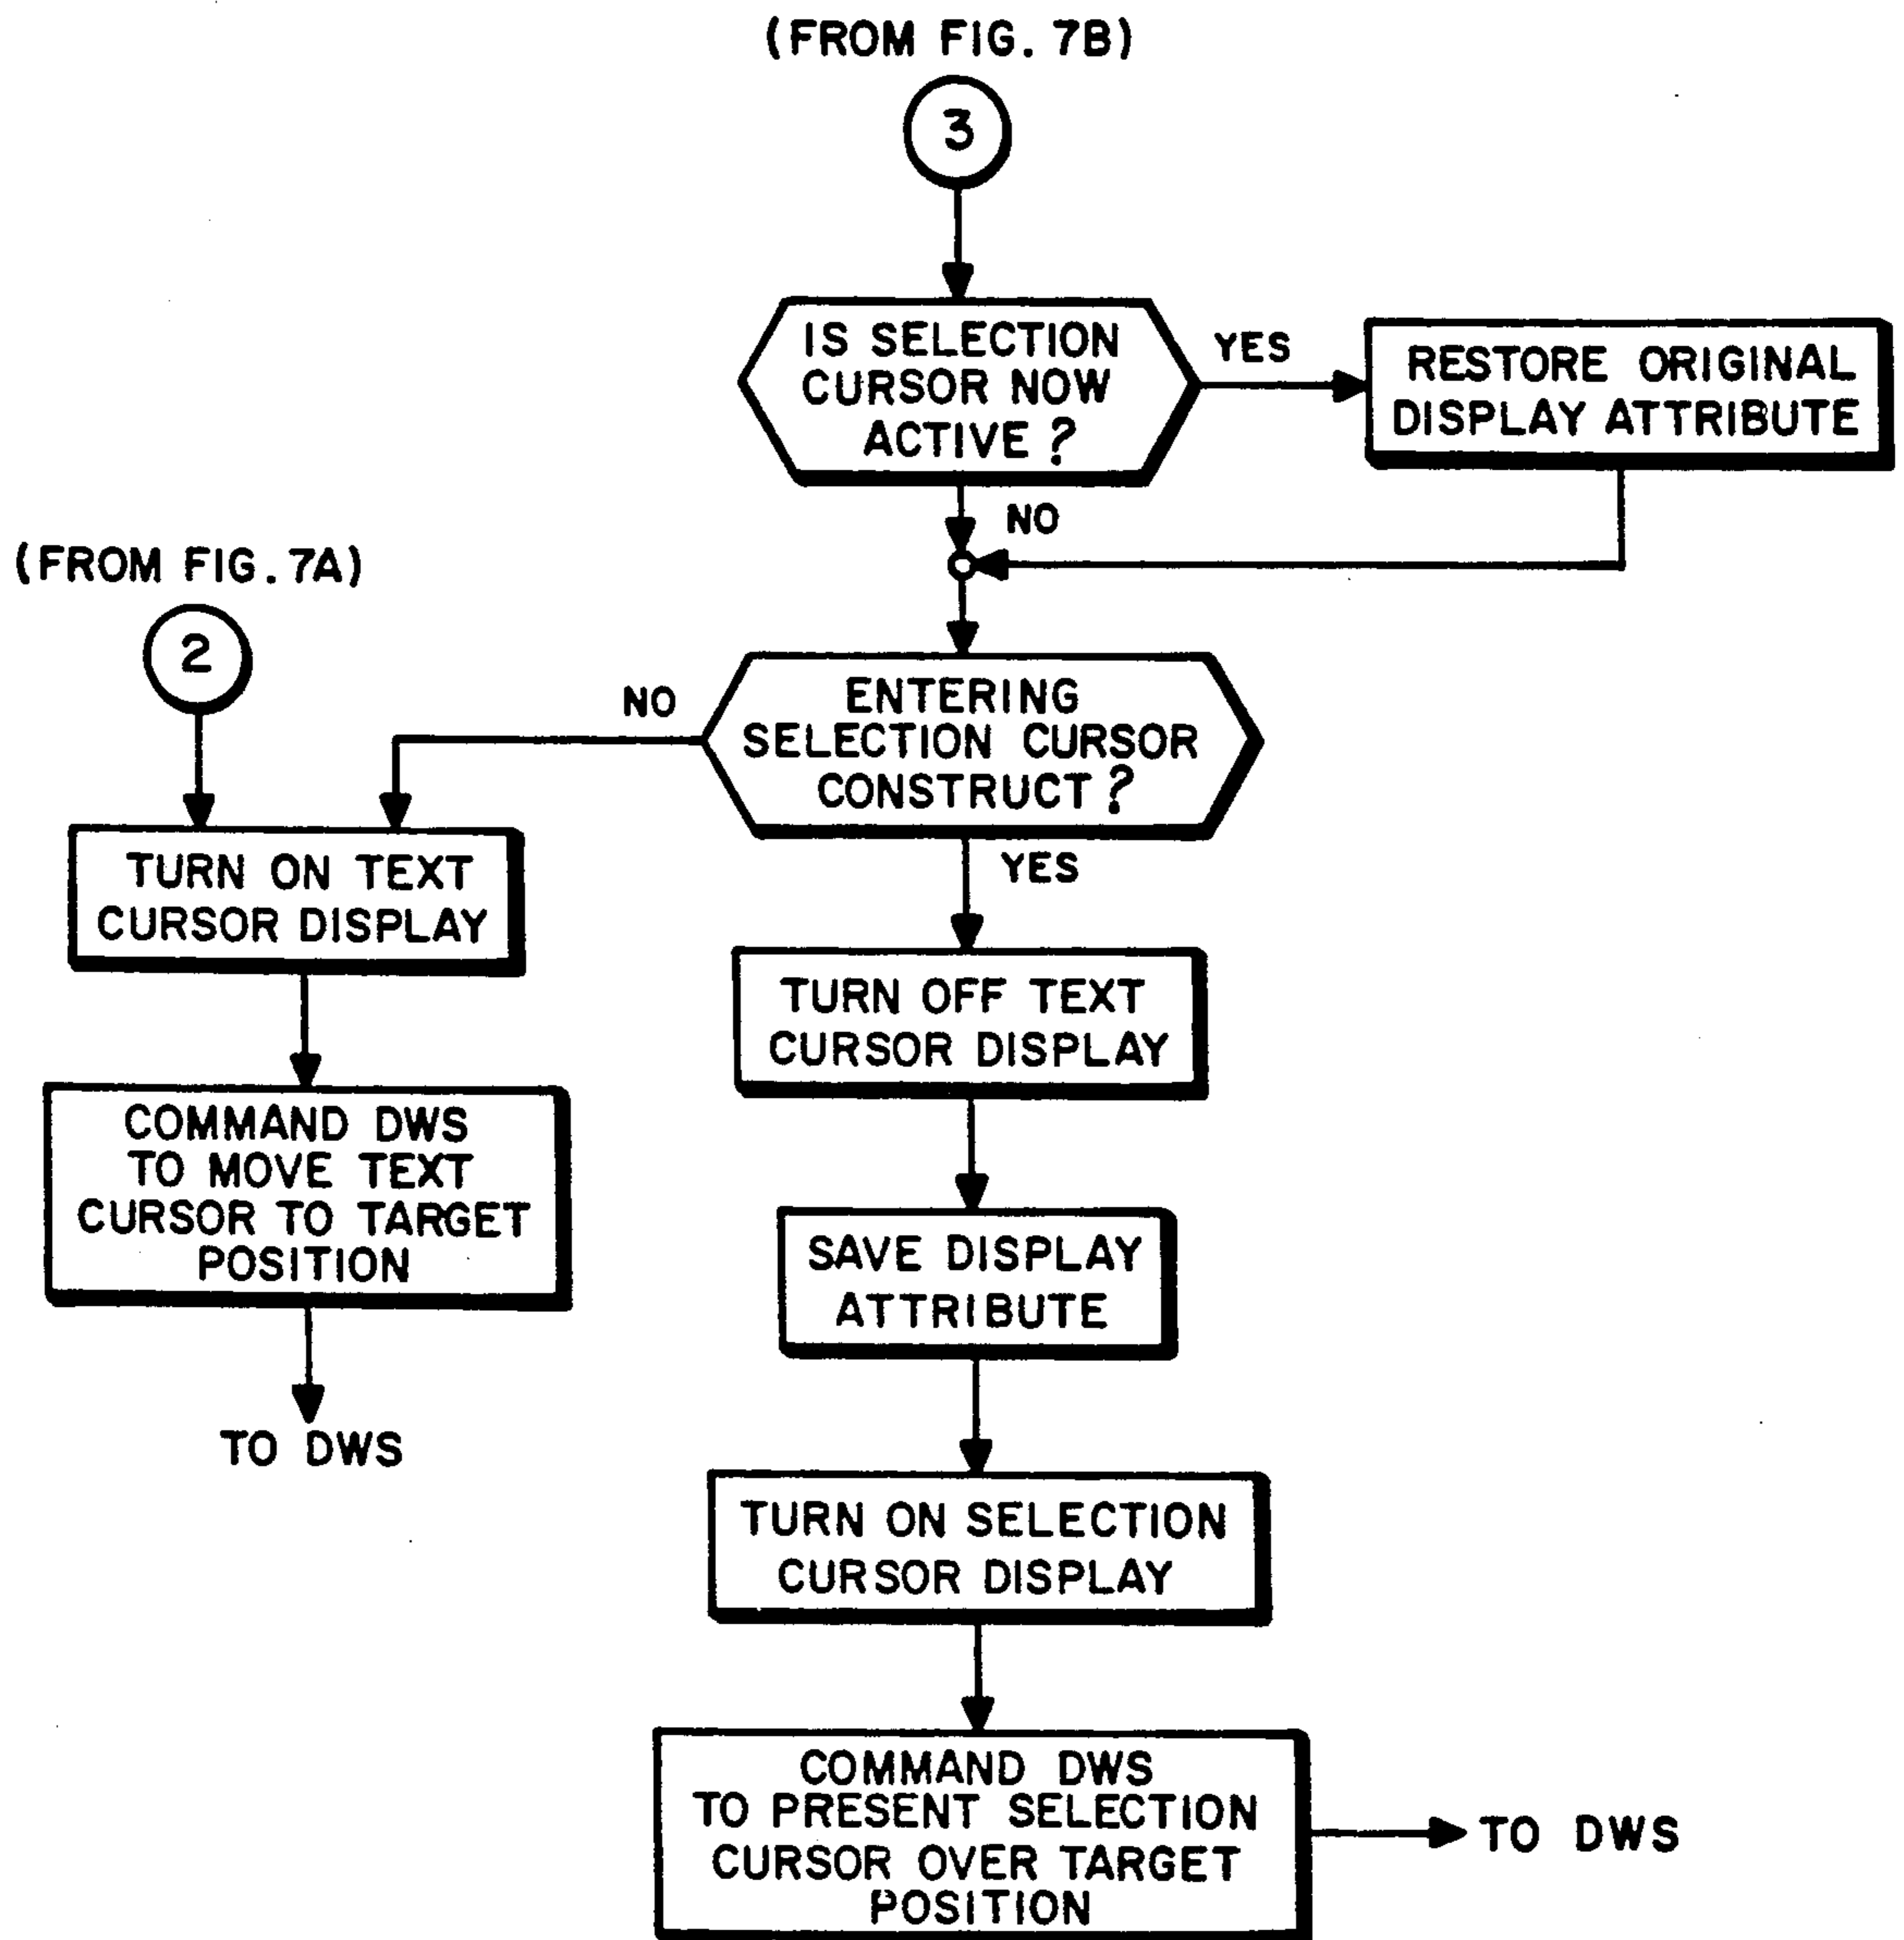 (FROM FIG. 7B)
3
IS SELECTION
CURSOR NOW
ACTIVE?
YES
RESTORE ORIGINAL
DISPLAY ATTRIBUTE
NO
(FROM FIG. 7A)
2
NO
ENTERING
SELECTION CURSOR
CONSTRUCT?
YES
TURN ON TEXT
CURSOR DISPLAY
TURN OFF TEXT
CURSOR DISPLAY
COMMAND DWS
TO MOVE TEXT
CURSOR TO TARGET
POSITION
TO DWS
SAVE DISPLAY
ATTRIBUTE
TURN ON SELECTION
CURSOR DISPLAY
COMMAND DWS
TO PRESENT SELECTION
CURSOR OVER TARGET
POSITION
TO DWS